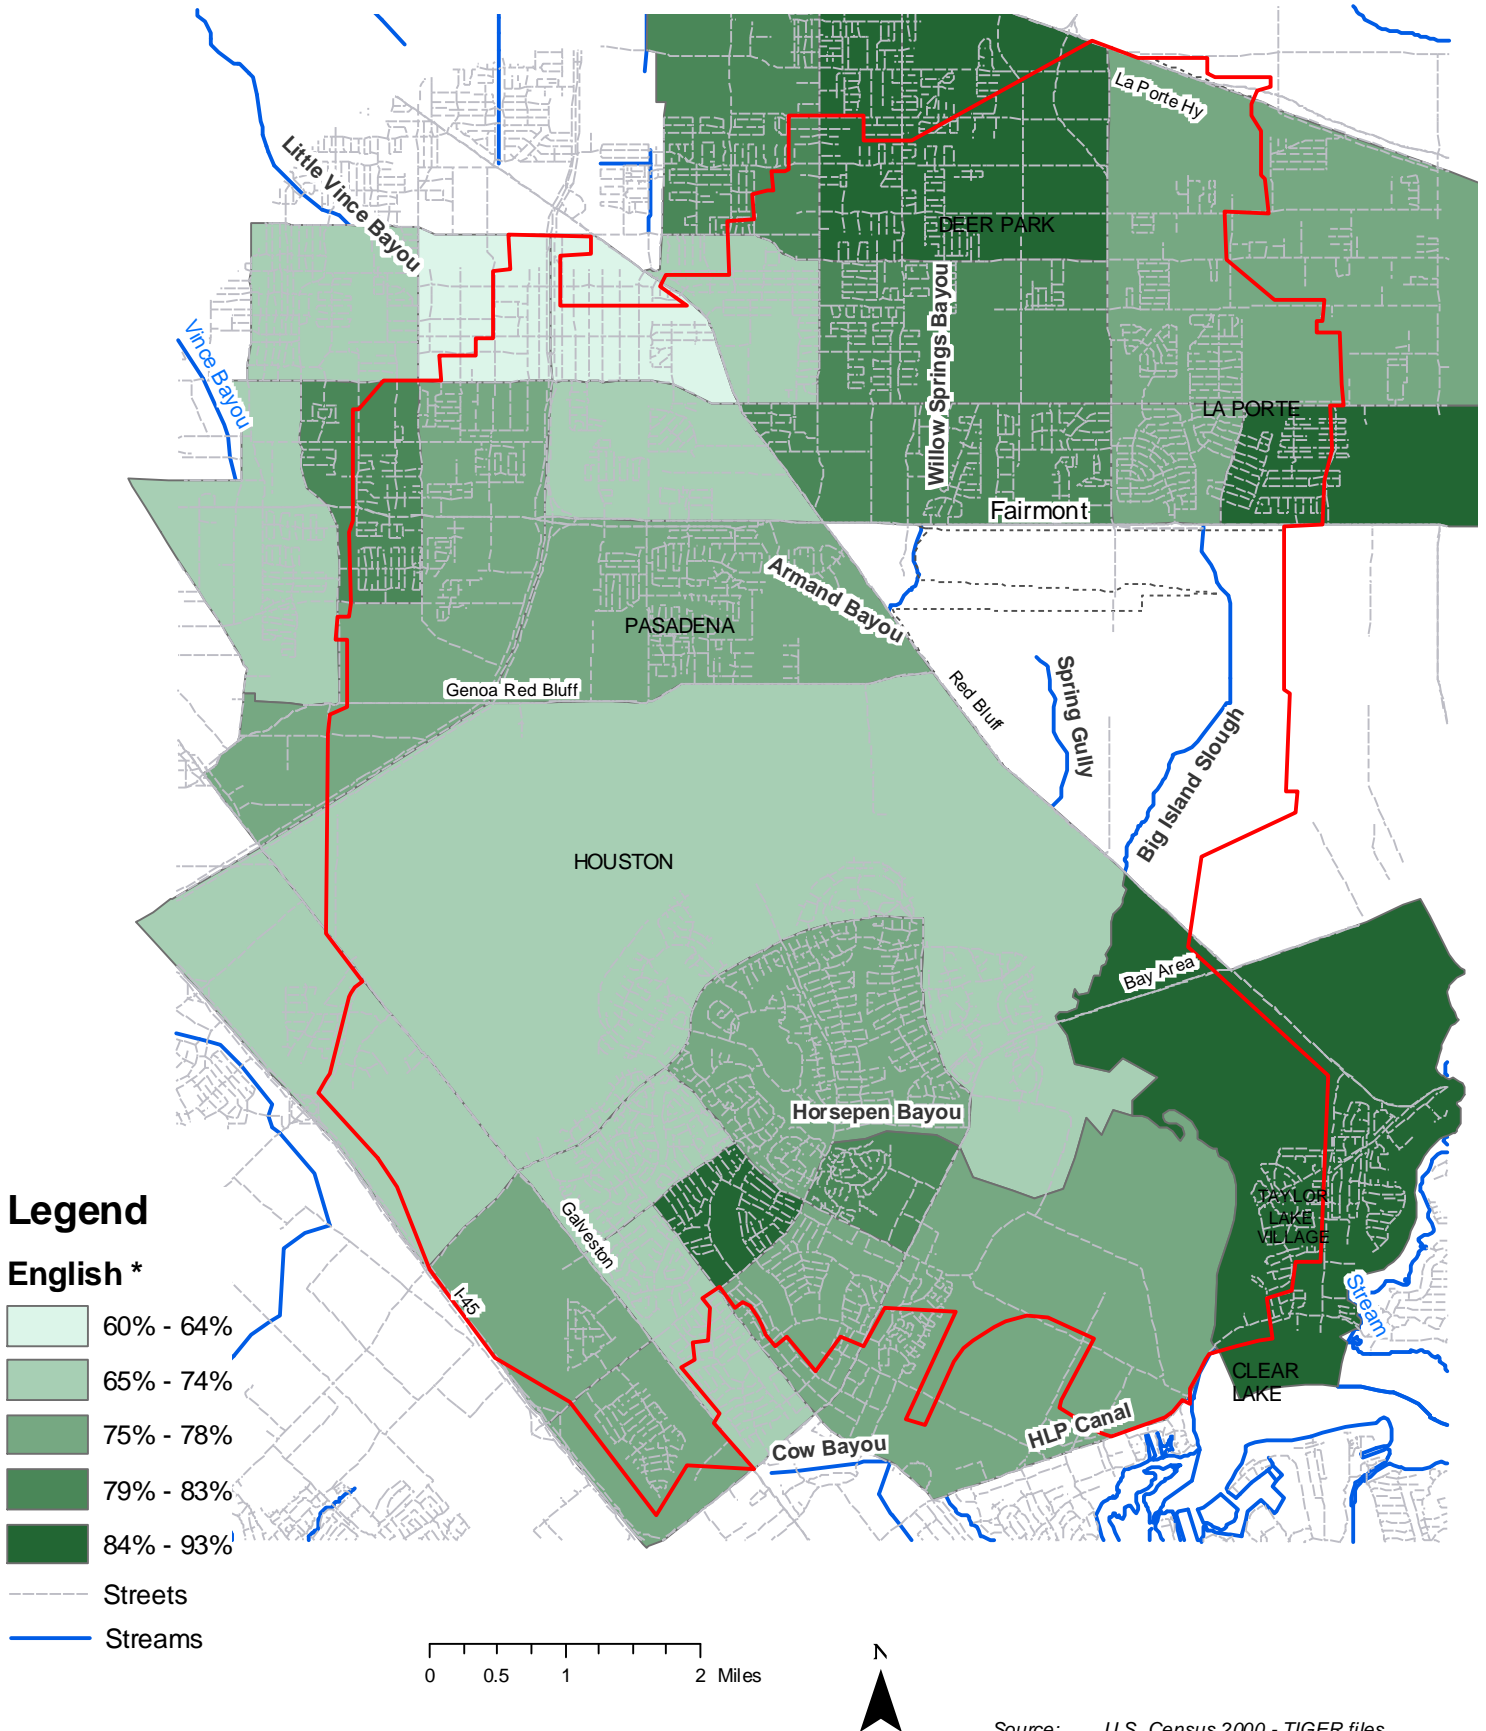 La Porte Hy
Little Vince Bayou
DEER PARK
Willow Springs Bayou
Vince Bayou
LA PORTE
Fairmont
Armand Bayou
PASADENA
Genoa Red Bluff
Red Bluff
Spring Gully
Big Island Slough
HOUSTON
Bay Area
Horsepen Bayou
TAYLOR
LAKE
VILLAGE
Galveston
I-45
Stream
CLEAR
LAKE
HLP Canal
Cow Bayou
Legend
English *
60% - 64%
65% - 74%
75% - 78%
79% - 83%
84% - 93%
Streets
Streams
0 0.5 1 2 Miles
N
Source: U.S. Census 2000 - TIGER files